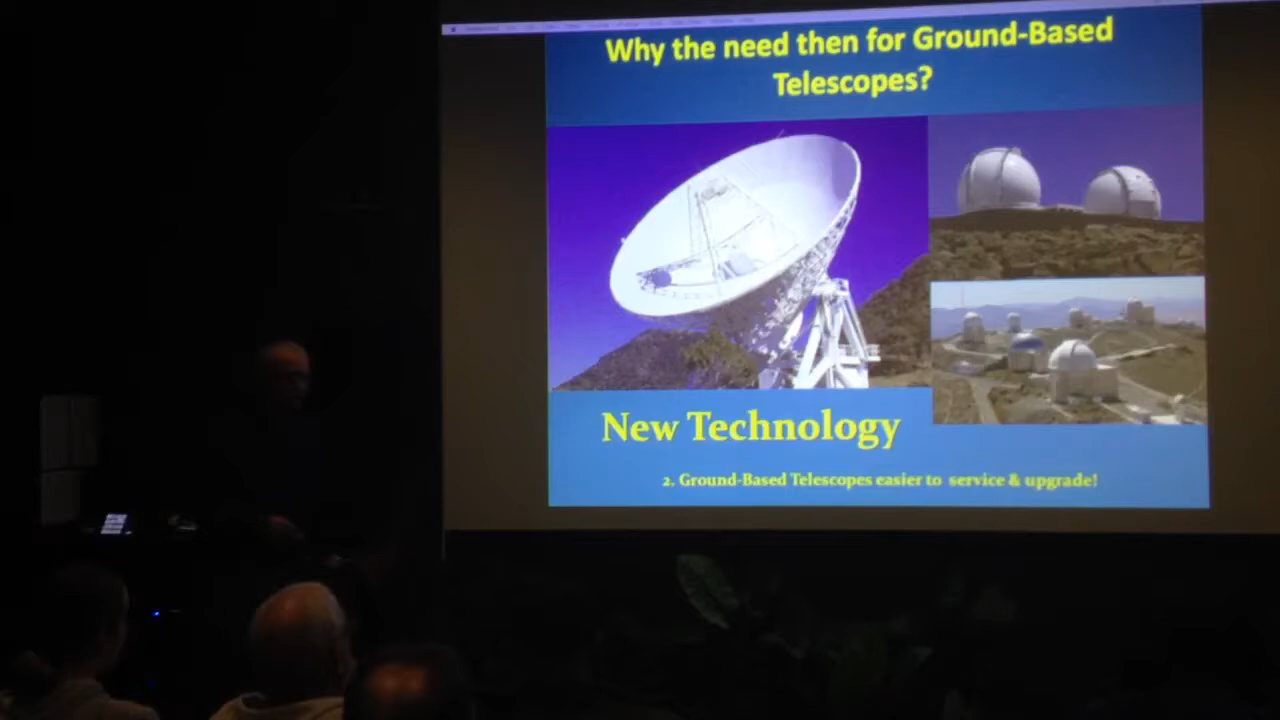 Why the need then for Ground-Based
Telescopes?
New Technology
2. Ground-Based Telescopes easier to service & upgrade!